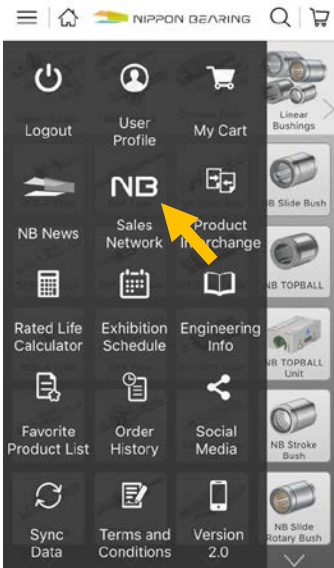 NIPPON BEARING
Logout
User
Profile
My Cart
Linear
Bushings
NB
NB News
Sales
Network
Product
Interchange
NB Slide Bush
Rated Life
Calculator
Exhibition
Schedule
Engineering
Info
NB TOPBALL
NB TOPBALL
Unit
Favorite
Product List
Order
History
Social
Media
NB Stroke
Bush
Sync
Data
Terms and
Conditions
Version
2.0
NB Slide
Rotary Bush